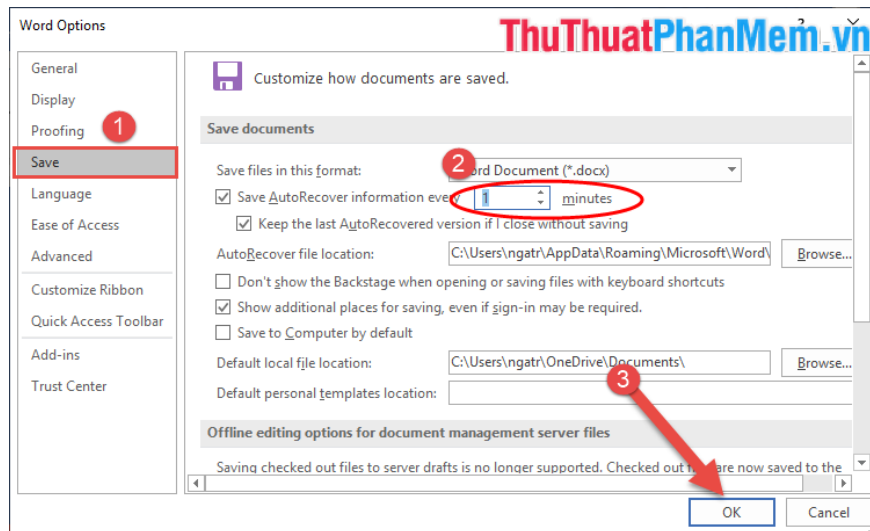 Word Options
ThuThuatPhanMem.vn
General
Display
Proofing
1
Save
Language
Ease of Access
Advanced
Customize Ribbon
Quick Access Toolbar
Add-ins
Trust Center
Customize how documents are saved.
Save documents
Save files in this format:
2
Word Document (*.docx)
Save AutoRecover information every
1
minutes
Keep the last AutoRecovered version if I close without saving
AutoRecover file location:
C:\Users\ngatr\AppData\Roaming\Microsoft\Word\
Browse...
Don't show the Backstage when opening or saving files with keyboard shortcuts
Show additional places for saving, even if sign-in may be required.
Save to Computer by default
Default local file location:
C:\Users\ngatr\OneDrive\Documents\
Browse...
3
Default personal templates location:
Offline editing options for document management server files
Saving checked out files to server drafts is no longer supported. Checked out are now saved to the
OK
Cancel